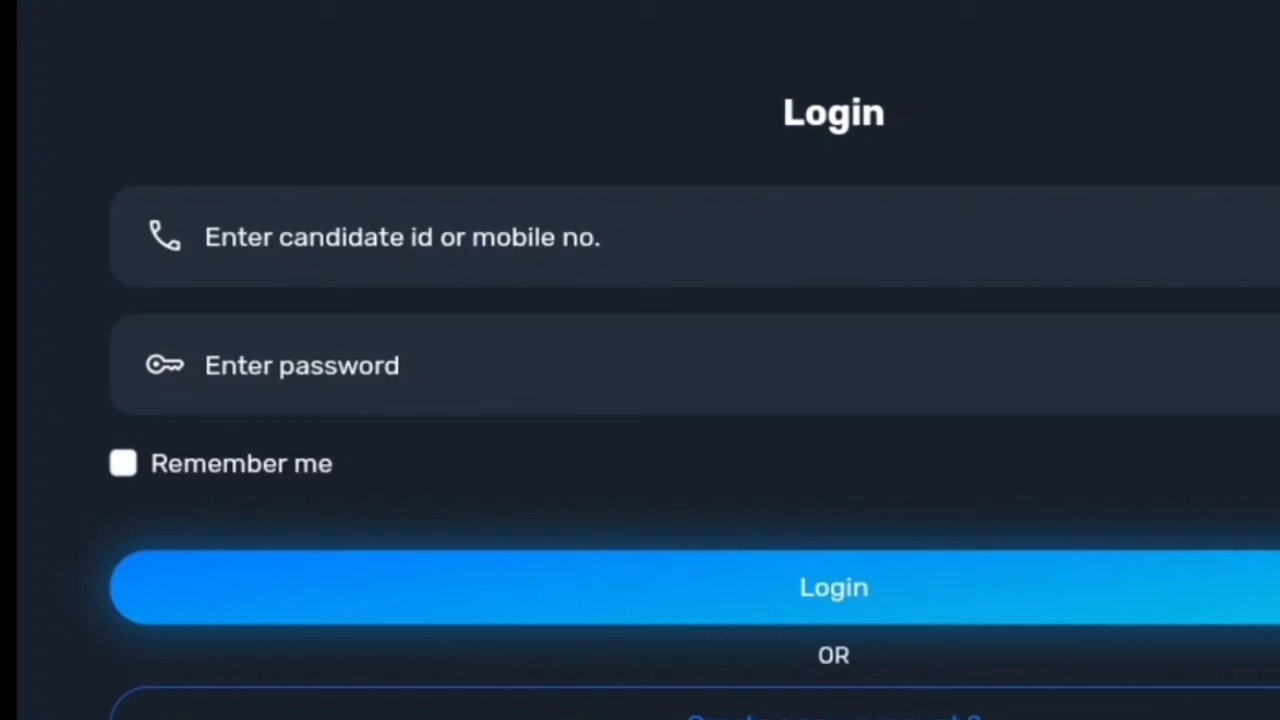 Login
Enter candidate id or mobile no.
Enter password
Remember me
Login
OR